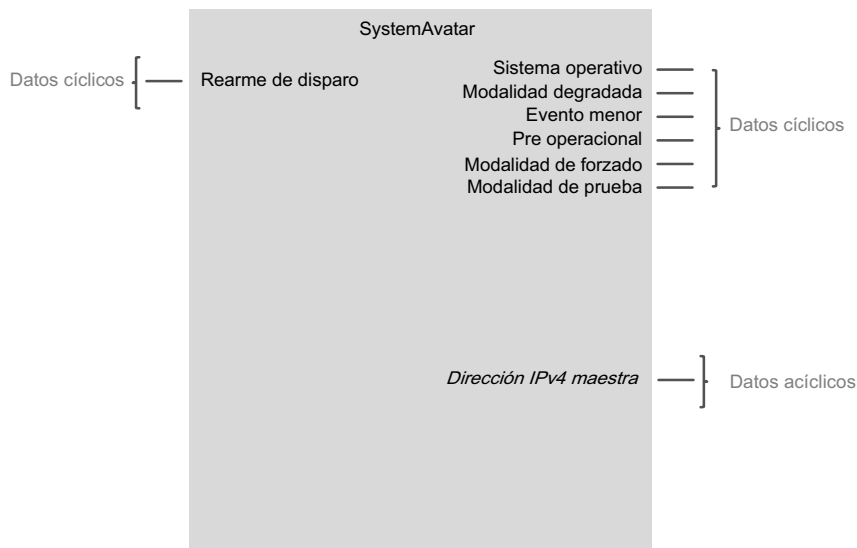 SystemAvatar
Datos cíclicos
Rearme de disparo
Sistema operativo
Modalidad degradada
Evento menor
Pre operacional
Modalidad de forzado
Modalidad de prueba
Datos cíclicos
Dirección IPv4 maestra
Datos acíclicos